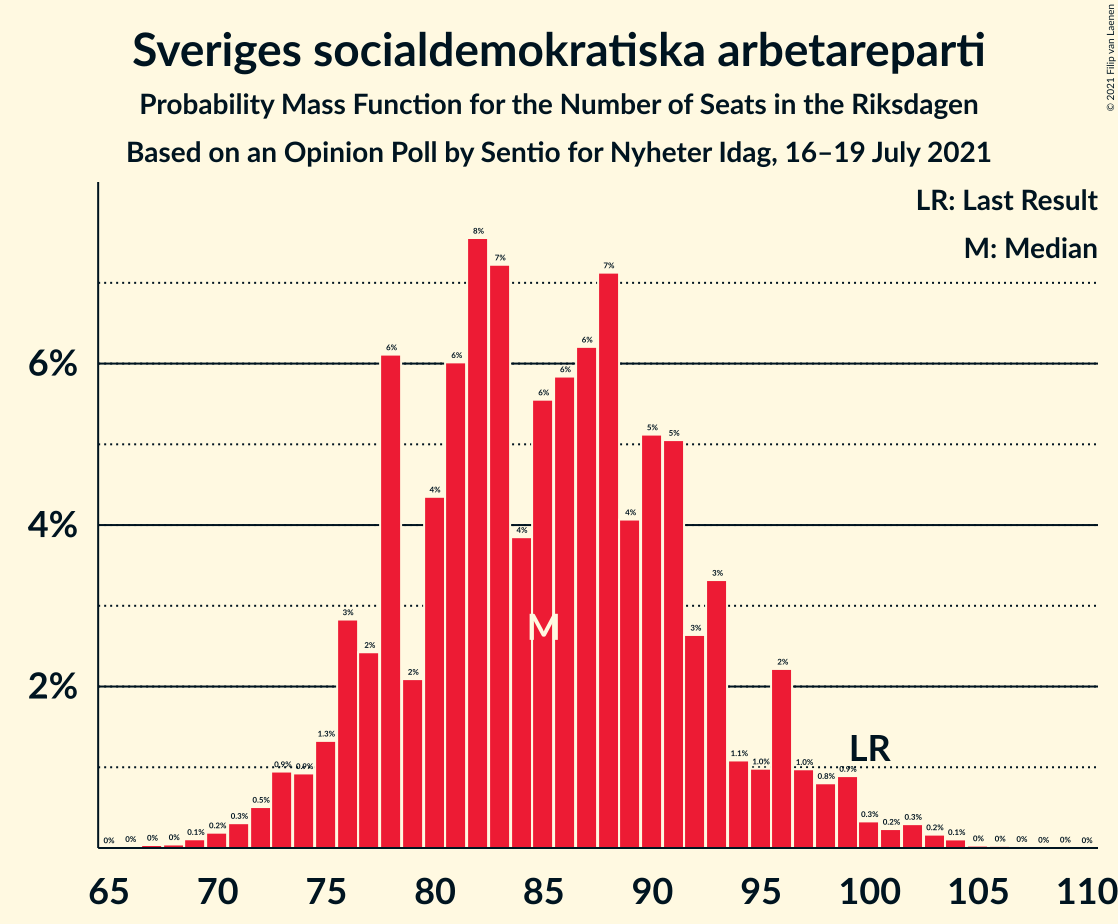 © 2021 Filip van Laenen
Sveriges socialdemokratiska arbetareparti
Probability Mass Function for the Number of Seats in the Riksdagen
Based on an Opinion Poll by Sentio for Nyheter Idag, 16–19 July 2021
LR: Last Result
M: Median
6%
4%
2%
0% 0% 0% 0% 0.1% 0.2% 0.3% 0.5% 0.9% 0.9% 1.3% 3% 2% 6% 2% 4% 6% 8% 7% 4% 6% 6% 6% 7% 4% 5% 5% 3% 3% 1.1% 1.0% 2% 1.0% 0.8% 0.9% 0.3% 0.2% 0.3% 0.2% 0.1% 0% 0% 0% 0% 0% 0%
M
LR
65 70 75 80 85 90 95 100 105 110